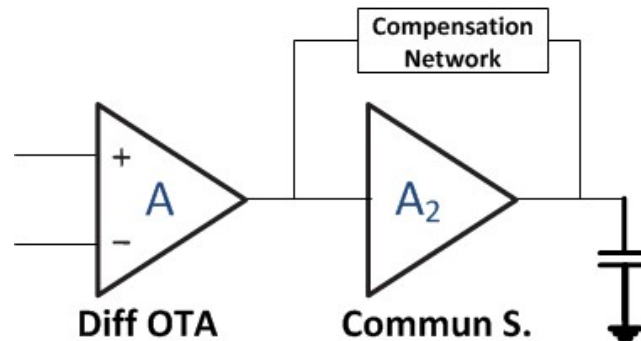 Compensation
Network
+
A
−
A₂
Diff OTA
Commun S.